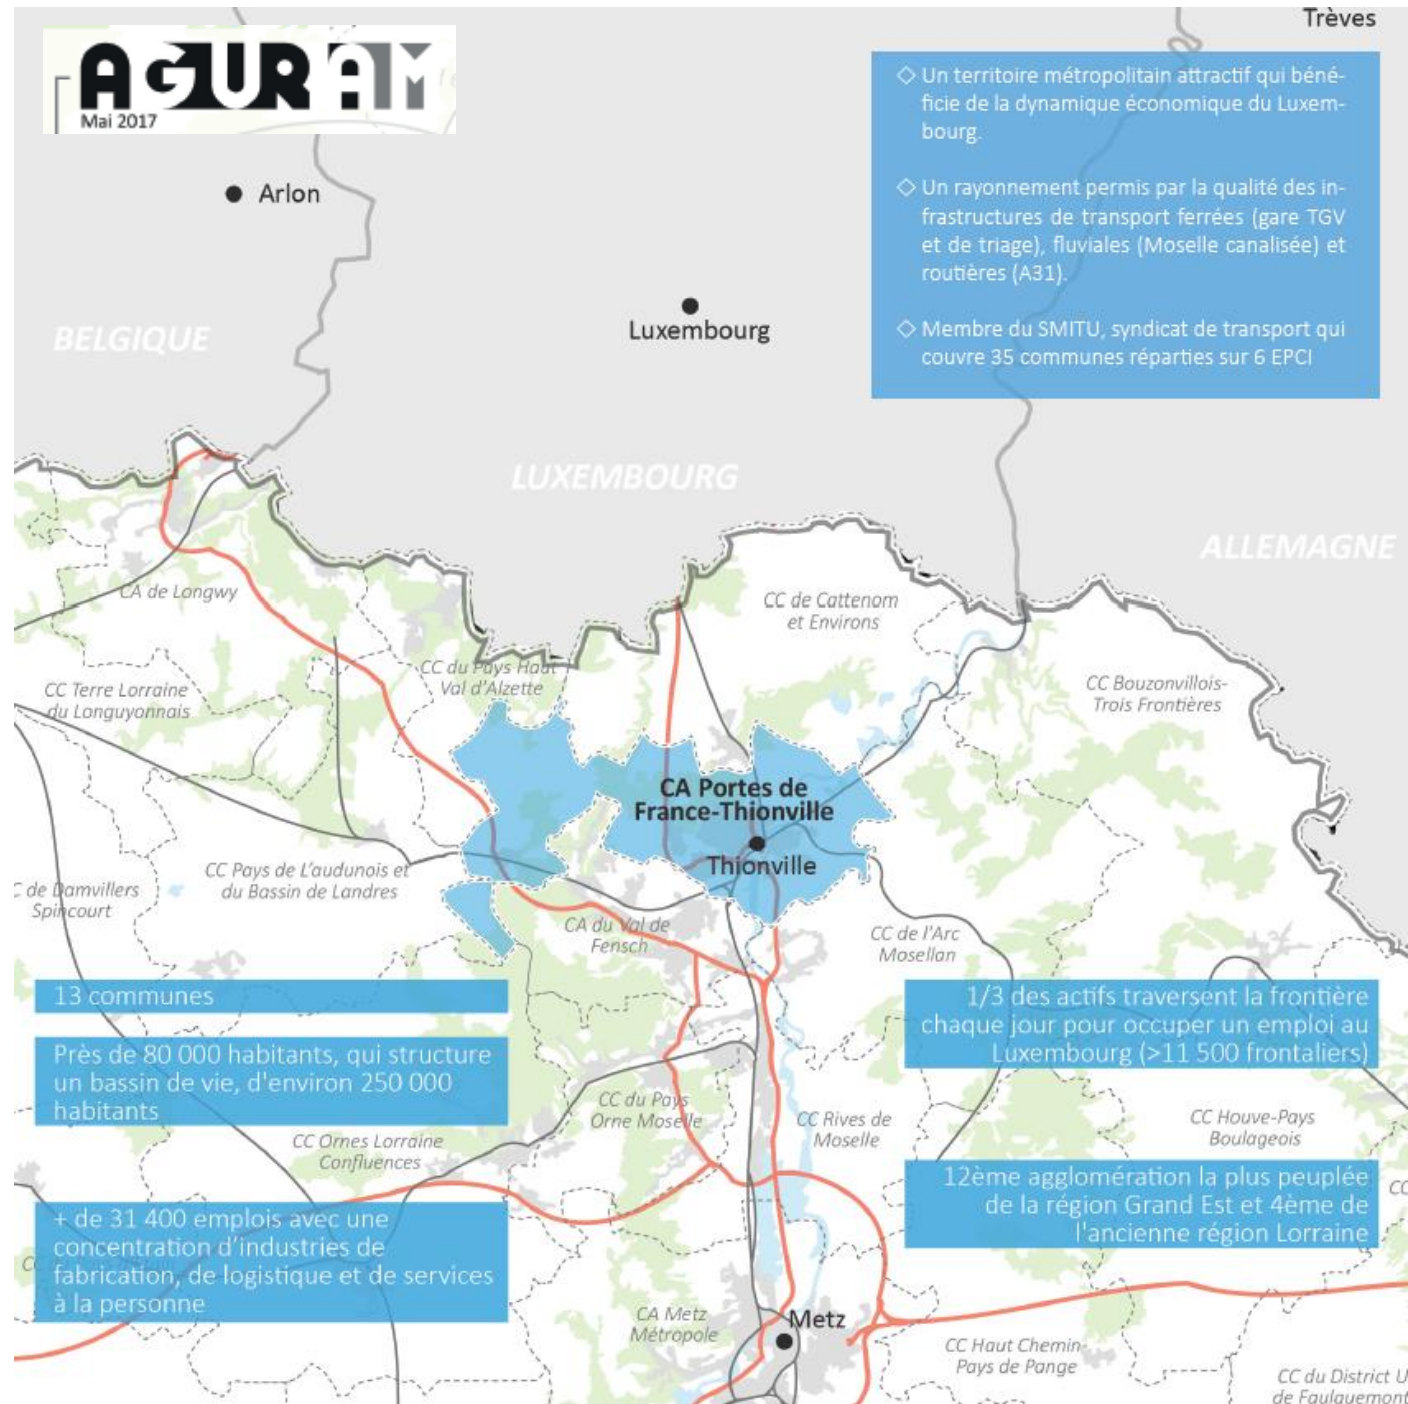 Trèves
AGURAM
Mai 2017
◇ Un territoire métropolitain attractif qui béné-
ficie de la dynamique économique du Luxem-
bourg.
◇ Un rayonnement permis par la qualité des in-
frastructures de transport ferrées (gare TGV
et de triage), fluviales (Moselle canalisée) et
routières (A31).
◇ Membre du SMITU, syndicat de transport qui
couvre 35 communes réparties sur 6 EPCI
Arlon
Luxembourg
BELGIQUE
LUXEMBOURG
ALLEMAGNE
CA de Longwy
CC de Cattenom
et Environs
CC du Pays Haut
Val d'Alzette
CC Terre Lorraine
du Longuyonnais
CC Bouzonvillois-
Trois Frontières
CA Portes de
France-Thionville
Thionville
CC Pays de L'audunois et
du Bassin de Landres
C de Damvillers
Spincourt
CA du Val de
Fensch
CC de l'Arc
Mosellan
13 communes
Près de 80 000 habitants, qui structure
un bassin de vie, d'environ 250 000
habitants
1/3 des actifs traversent la frontière
chaque jour pour occuper un emploi au
Luxembourg (>11 500 frontaliers)
CC du Pays
Orne Moselle
CC Rives de
Moselle
CC Houve-Pays
Boulageois
CC Ornes Lorraine
Confluences
12ème agglomération la plus peuplée
de la région Grand Est et 4ème de
l'ancienne région Lorraine
CC
+ de 31 400 emplois avec une
concentration d'industries de
fabrication, de logistique et de services
à la personne
CA Metz
Métropole
Metz
CC Haut Chemin-
Pays de Pange
CC du District U
de Faulquemont